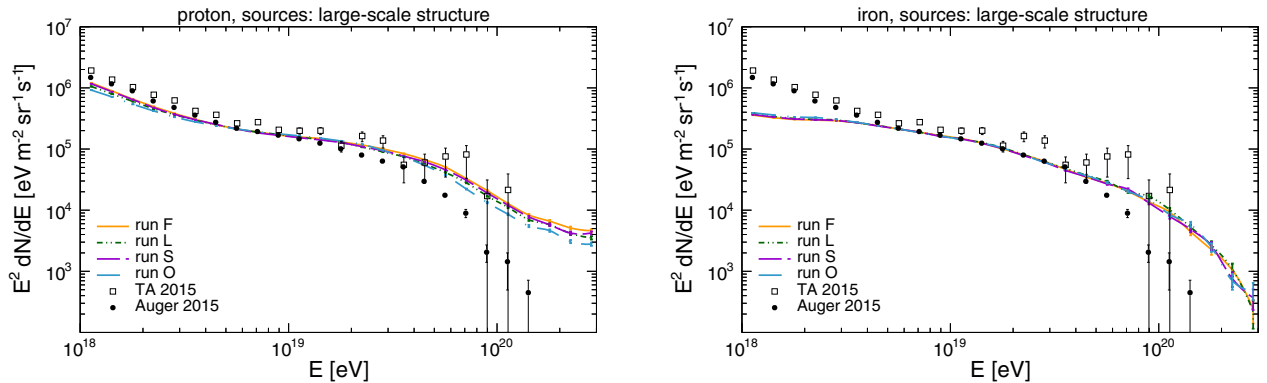 proton, sources: large-scale structure
10^7
10^6
10^5
10^4
10^3
E^2 dN/dE [eV m^-2 sr^-1 s^-1]
run F
run L
run S
run O
TA 2015
Auger 2015
10^18
10^19
10^20
E [eV]
iron, sources: large-scale structure
10^7
10^6
10^5
10^4
10^3
E^2 dN/dE [eV m^-2 sr^-1 s^-1]
run F
run L
run S
run O
TA 2015
Auger 2015
10^18
10^19
10^20
E [eV]